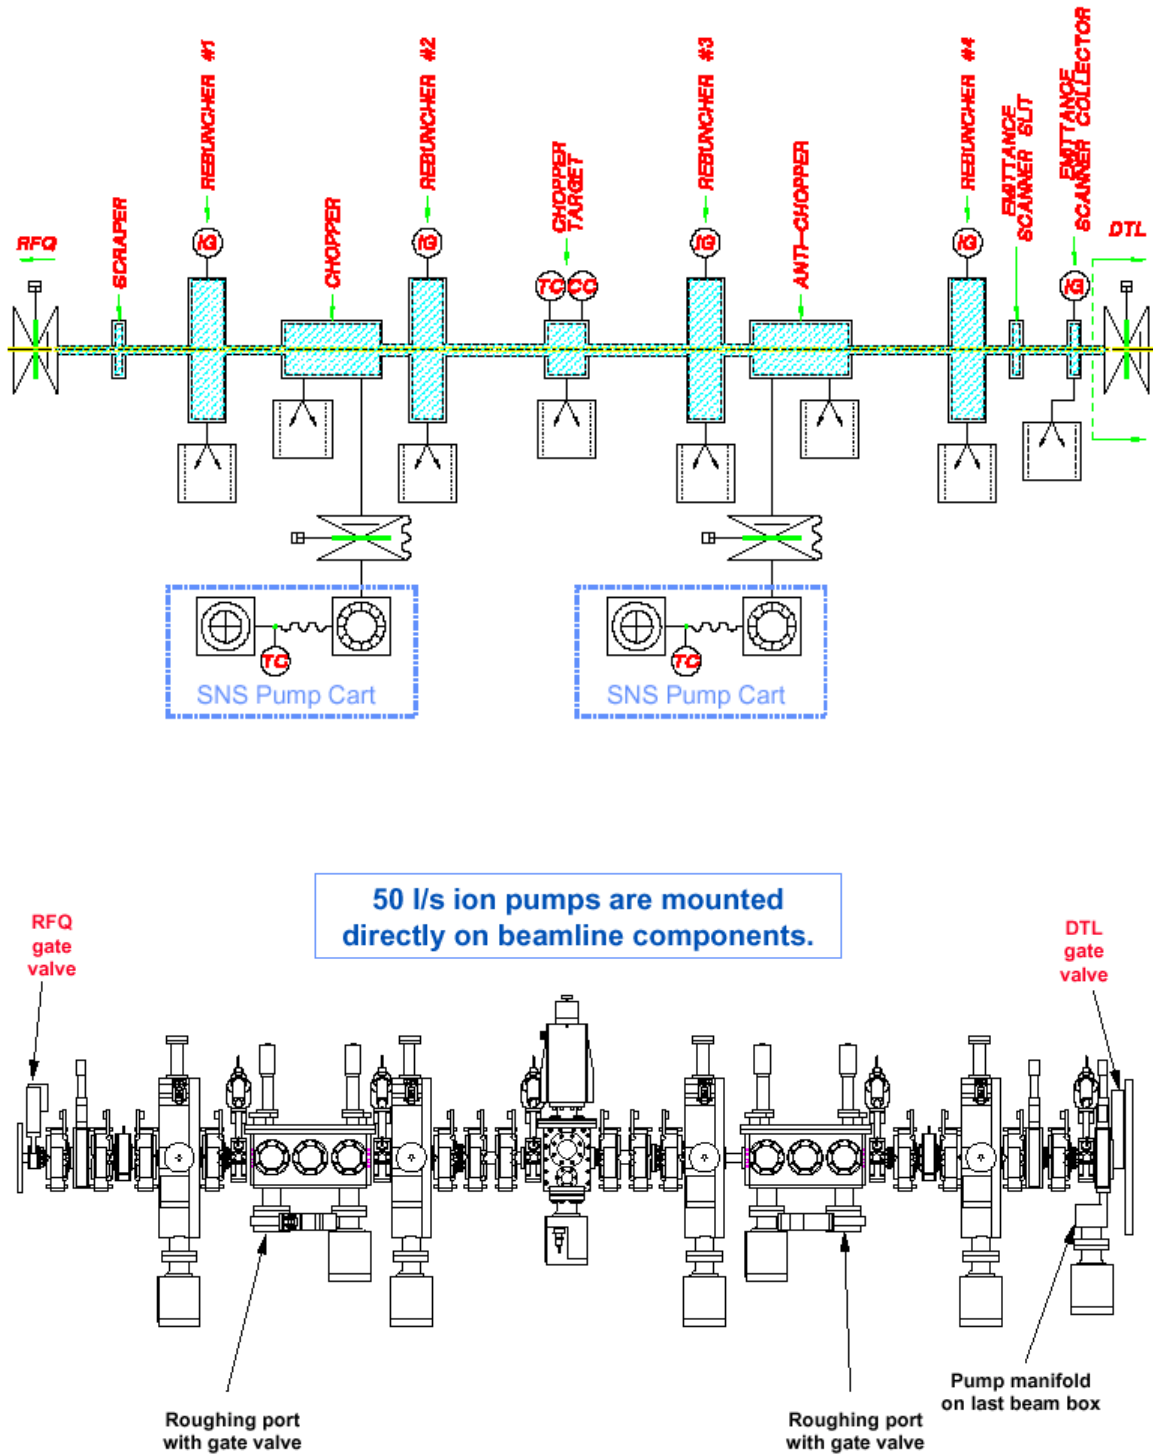 REBUNCHER #1
REBUNCHER #2
REBUNCHER #3
REBUNCHER #4
EMITTANCE
SCANNER SLIT
EMITTANCE
SCANNER COLLECTOR
CHOPPER
TARGET
RFQ
SCRAPER
CHOPPER
ANTI-CHOPPER
DTL
IG
IG
IG
IG
TC
CC
IG
TC
TC
SNS Pump Cart
SNS Pump Cart
50 l/s ion pumps are mounted
directly on beamline components.
RFQ
gate
valve
DTL
gate
valve
Roughing port
with gate valve
Roughing port
with gate valve
Pump manifold
on last beam box